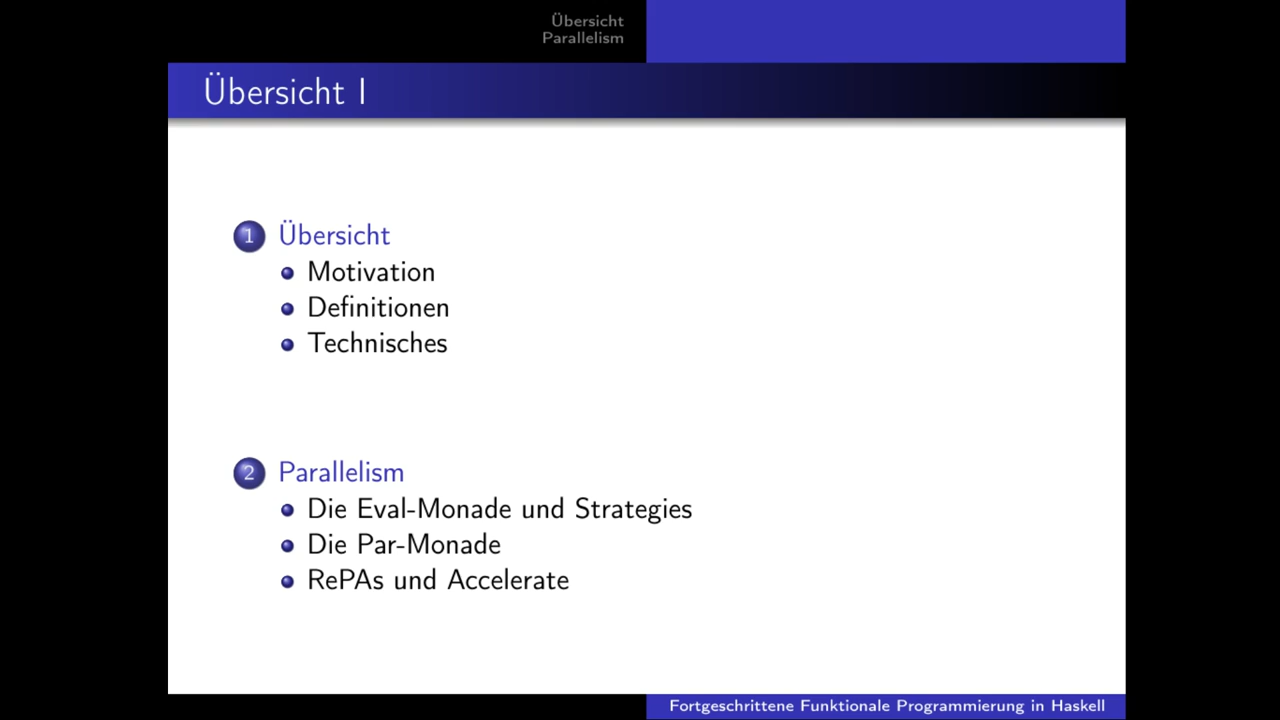 Übersicht
Parallelism
Übersicht I
1 Übersicht
Motivation
Definitionen
Technisches
2 Parallelism
Die Eval-Monade und Strategies
Die Par-Monade
RePAs und Accelerate
Fortgeschrittene Funktionale Programmierung in Haskell